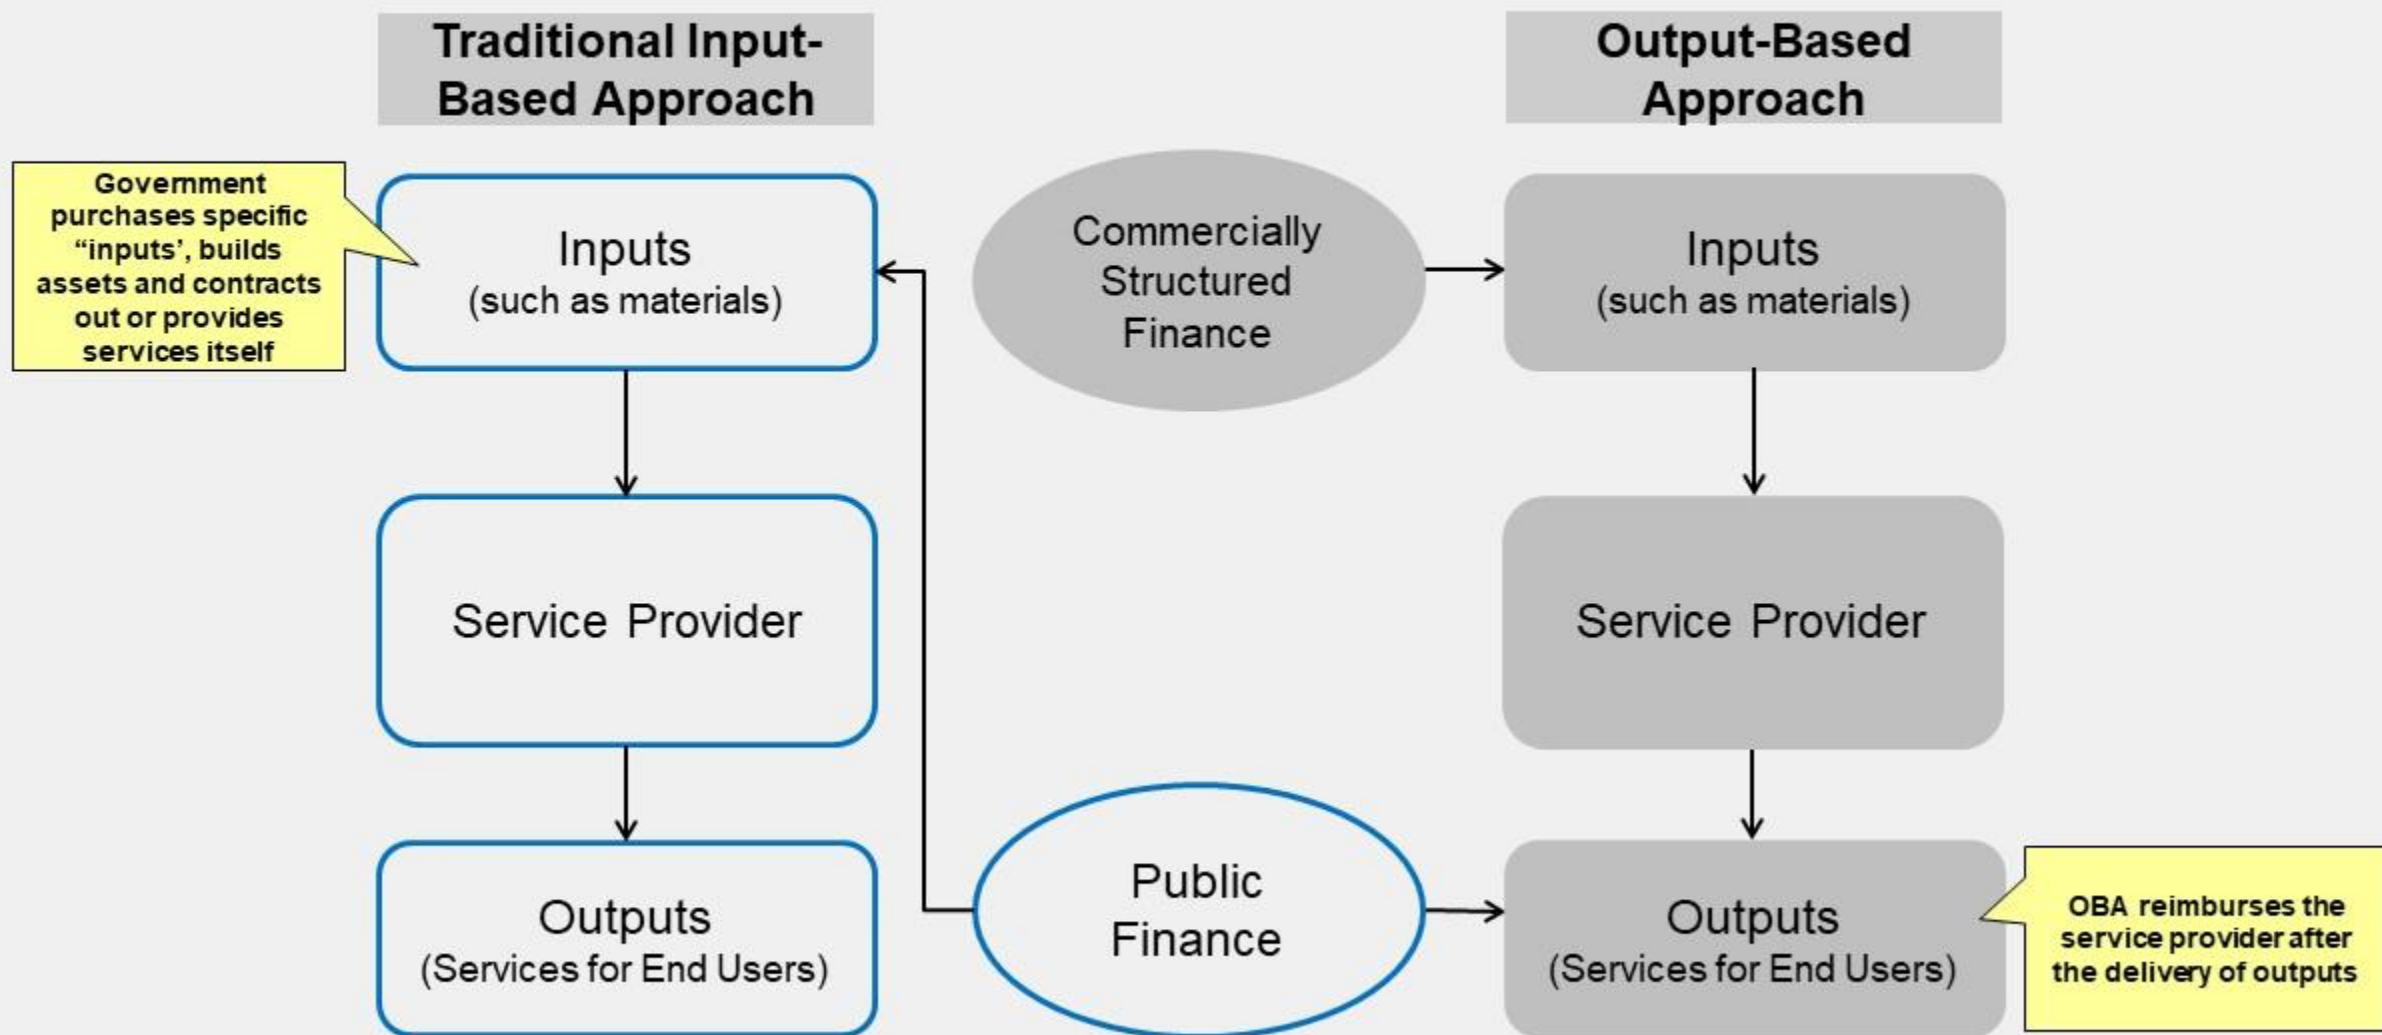 Traditional Input-
Based Approach
Output-Based
Approach
Government
purchases specific
“inputs’, builds
assets and contracts
out or provides
services itself
Inputs
(such as materials)
Commercially
Structured
Finance
Inputs
(such as materials)
Service Provider
Service Provider
Outputs
(Services for End Users)
Public
Finance
Outputs
(Services for End Users)
OBA reimburses the
service provider after
the delivery of outputs